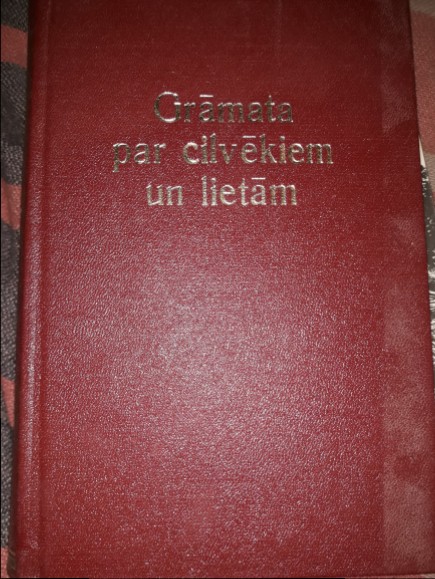 Grāmata
par cilvēkiem
un lietām